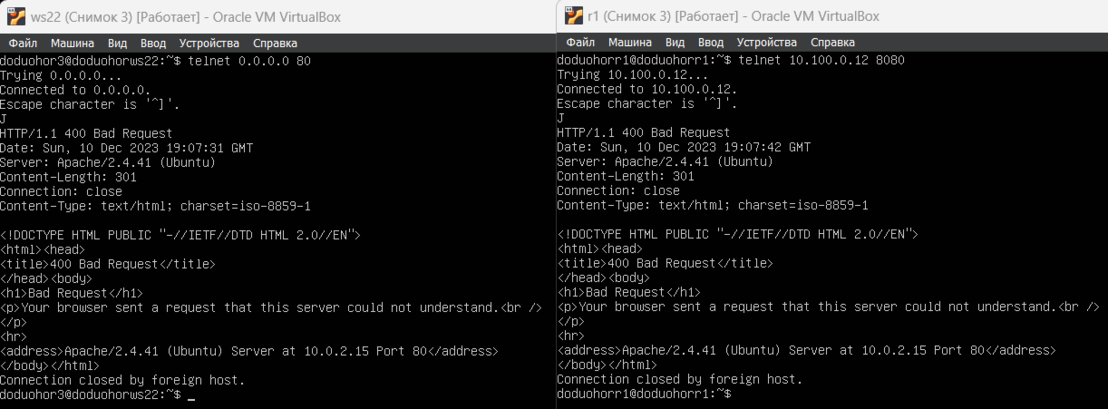 ws22 (Снимок 3) [Работает] - Oracle VM VirtualBox
Файл Машина Вид Ввод Устройства Справка
doduohor3@doduohorws22:~$ telnet 0.0.0.0 80
Trying 0.0.0.0...
Connected to 0.0.0.0.
Escape character is '^]'.
J
HTTP/1.1 400 Bad Request
Date: Sun, 10 Dec 2023 19:07:31 GMT
Server: Apache/2.4.41 (Ubuntu)
Content-Length: 301
Connection: close
Content-Type: text/html; charset=iso-8859-1
<!DOCTYPE HTML PUBLIC "-//IETF//DTD HTML 2.0//EN">
<html><head>
<title>400 Bad Request</title>
</head><body>
<h1>Bad Request</h1>
<p>Your browser sent a request that this server could not understand.<br />
</p>
<hr>
<address>Apache/2.4.41 (Ubuntu) Server at 10.0.2.15 Port 80</address>
</body></html>
Connection closed by foreign host.
doduohor3@doduohorws22:~$ _
r1 (Снимок 3) [Работает] - Oracle VM VirtualBox
Файл Машина Вид Ввод Устройства Справка
doduohorr1@doduohorr1:~$ telnet 10.100.0.12 8080
Trying 10.100.0.12...
Connected to 10.100.0.12.
Escape character is '^]'.
J
HTTP/1.1 400 Bad Request
Date: Sun, 10 Dec 2023 19:07:42 GMT
Server: Apache/2.4.41 (Ubuntu)
Content-Length: 301
Connection: close
Content-Type: text/html; charset=iso-8859-1
<!DOCTYPE HTML PUBLIC "-//IETF//DTD HTML 2.0//EN">
<html><head>
<title>400 Bad Request</title>
</head><body>
<h1>Bad Request</h1>
<p>Your browser sent a request that this server could not understand.<br />
</p>
<hr>
<address>Apache/2.4.41 (Ubuntu) Server at 10.0.2.15 Port 80</address>
</body></html>
Connection closed by foreign host.
doduohorr1@doduohorr1:~$